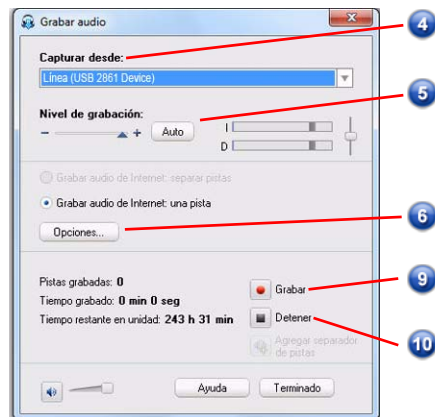 Grabar audio
4
Capturar desde:
Línea (USB 2861 Device)
5
Nivel de grabación:
- + Auto
I
D
Grabar audio de Internet: separar pistas
Grabar audio de Internet: una pista
Opciones...
6
Pistas grabadas: 0
Tiempo grabado: 0 min 0 seg
Tiempo restante en unidad: 243 h 31 min
Grabar
9
Detener
10
Agregar separador
de pistas
Ayuda
Terminado